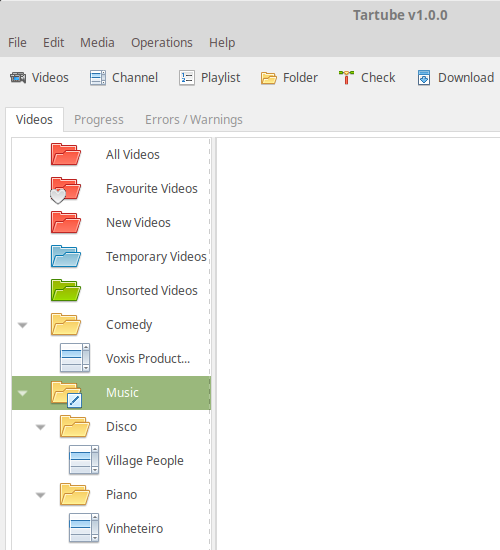 Tartube v1.0.0
File Edit Media Operations Help
Videos Channel Playlist Folder Check Download
Videos Progress Errors / Warnings
All Videos
Favourite Videos
New Videos
Temporary Videos
Unsorted Videos
Comedy
Voxis Product...
Music
Disco
Village People
Piano
Vinheteiro